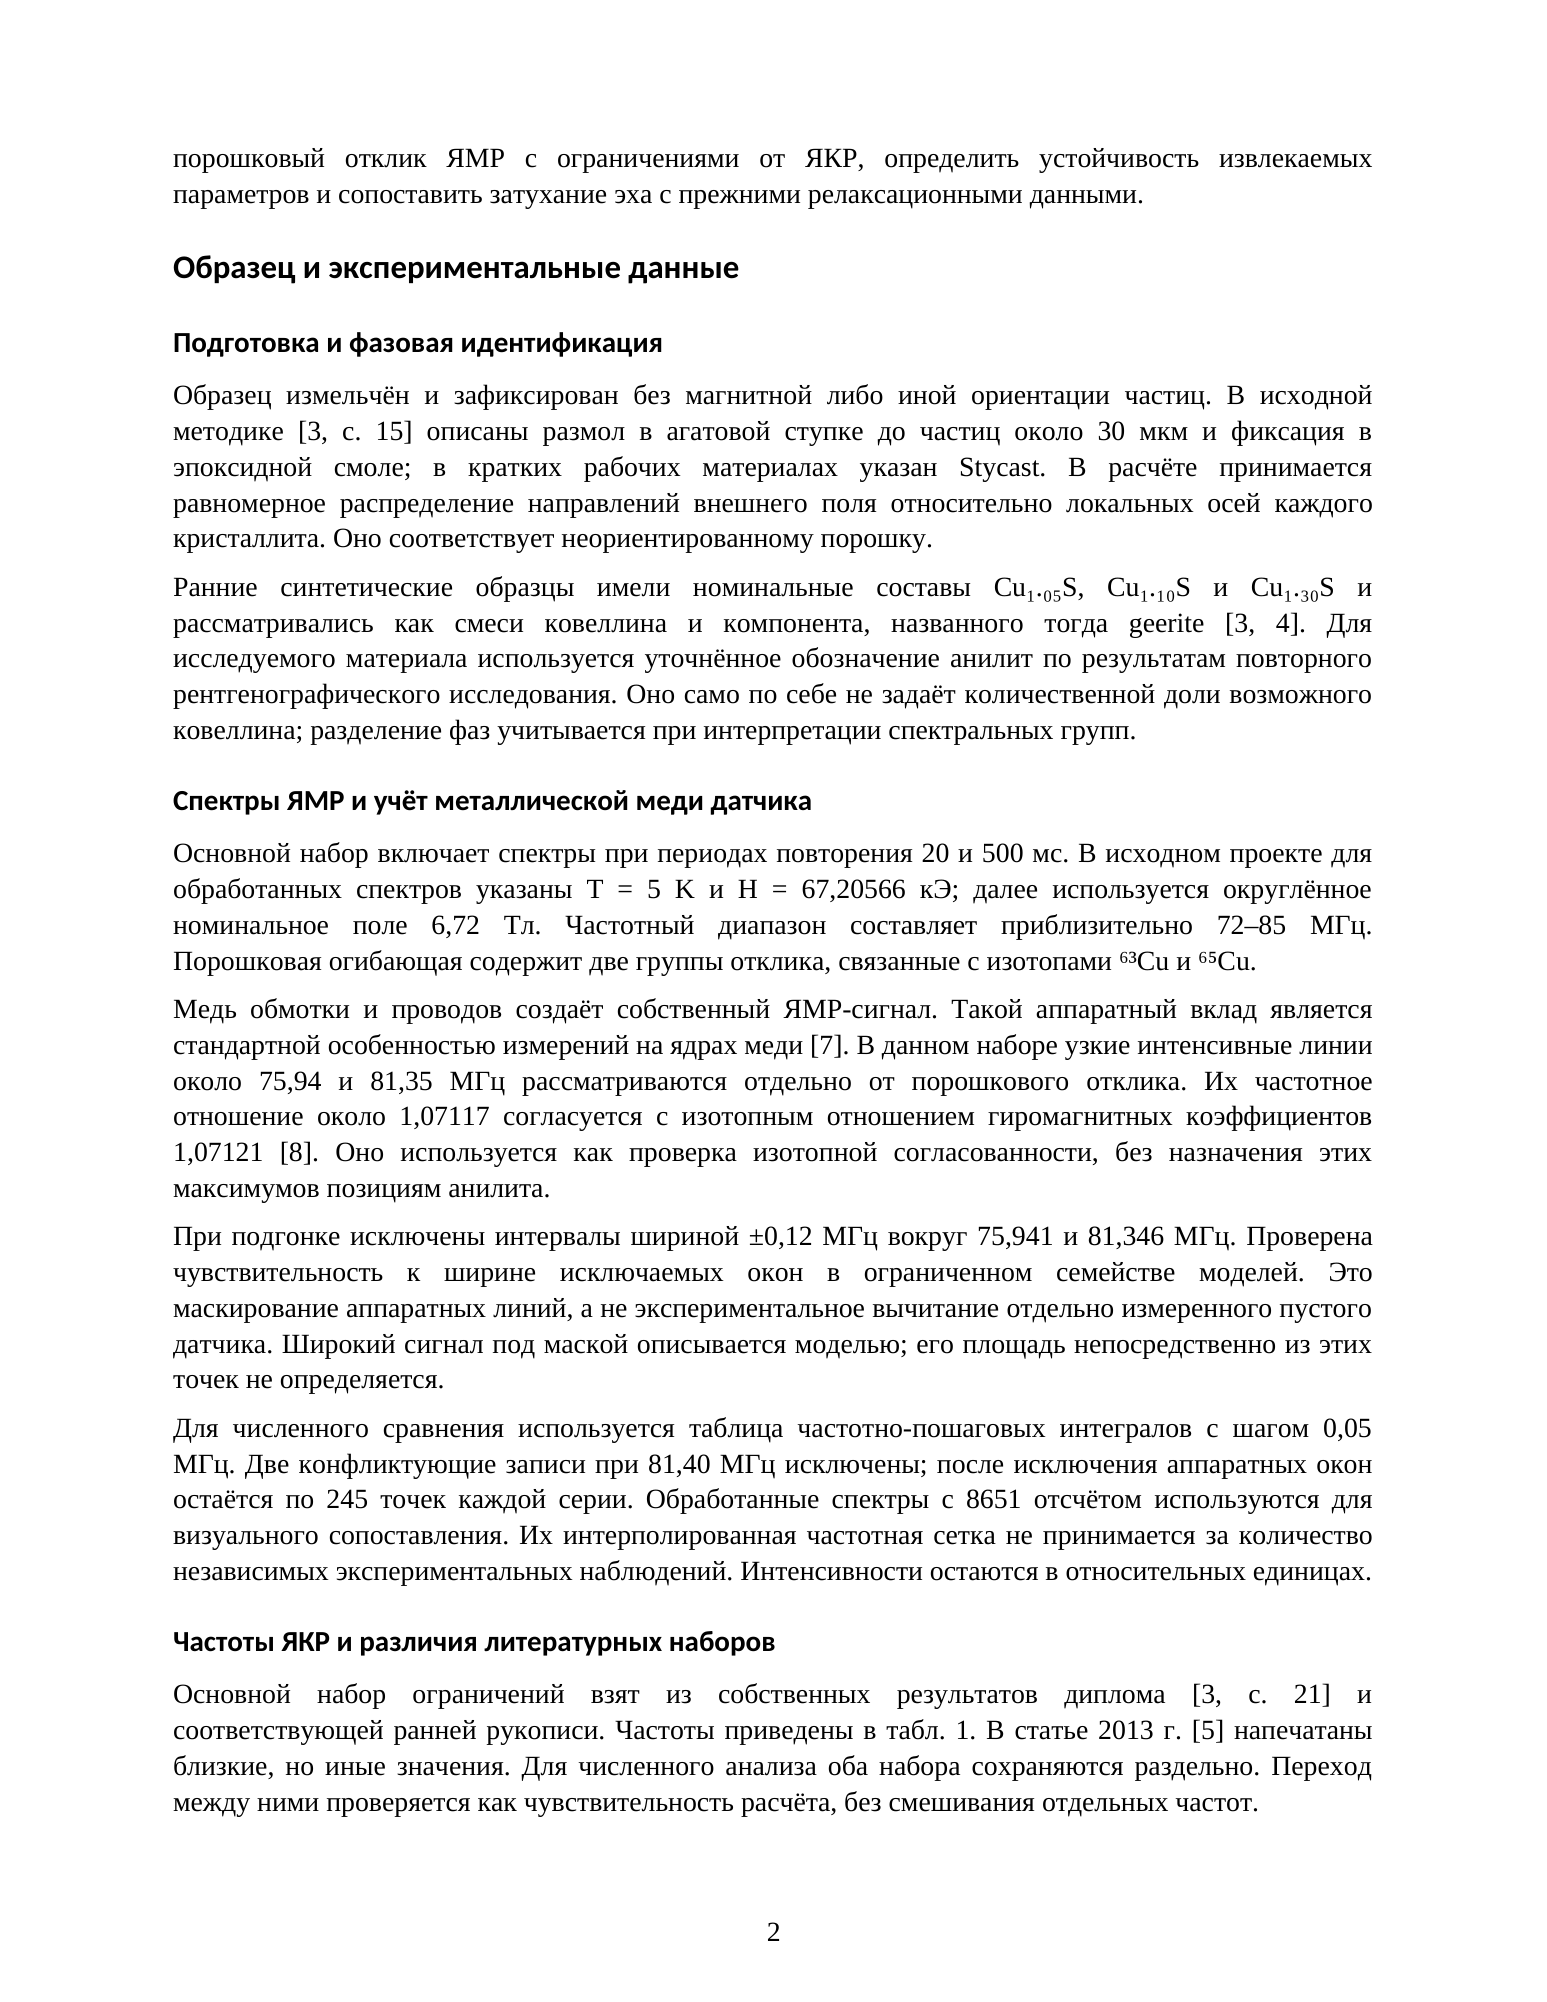 порошковый отклик ЯМР с ограничениями от ЯКР, определить устойчивость извлекаемых
параметров и сопоставить затухание эха с прежними релаксационными данными.
Образец и экспериментальные данные
Подготовка и фазовая идентификация
Образец измельчён и зафиксирован без магнитной либо иной ориентации частиц. В исходной
методике [3, с. 15] описаны размол в агатовой ступке до частиц около 30 мкм и фиксация в
эпоксидной смоле; в кратких рабочих материалах указан Stycast. В расчёте принимается
равномерное распределение направлений внешнего поля относительно локальных осей каждого
кристаллита. Оно соответствует неориентированному порошку.
Ранние синтетические образцы имели номинальные составы Cu₁.₀₅S, Cu₁.₁₀S и Cu₁.₃₀S и
рассматривались как смеси ковеллина и компонента, названного тогда geerite [3, 4]. Для
исследуемого материала используется уточнённое обозначение анилит по результатам повторного
рентгенографического исследования. Оно само по себе не задаёт количественной доли возможного
ковеллина; разделение фаз учитывается при интерпретации спектральных групп.
Спектры ЯМР и учёт металлической меди датчика
Основной набор включает спектры при периодах повторения 20 и 500 мс. В исходном проекте для
обработанных спектров указаны T = 5 K и H = 67,20566 кЭ; далее используется округлённое
номинальное поле 6,72 Тл. Частотный диапазон составляет приблизительно 72–85 МГц.
Порошковая огибающая содержит две группы отклика, связанные с изотопами ⁶³Cu и ⁶⁵Cu.
Медь обмотки и проводов создаёт собственный ЯМР-сигнал. Такой аппаратный вклад является
стандартной особенностью измерений на ядрах меди [7]. В данном наборе узкие интенсивные линии
около 75,94 и 81,35 МГц рассматриваются отдельно от порошкового отклика. Их частотное
отношение около 1,07117 согласуется с изотопным отношением гиромагнитных коэффициентов
1,07121 [8]. Оно используется как проверка изотопной согласованности, без назначения этих
максимумов позициям анилита.
При подгонке исключены интервалы шириной ±0,12 МГц вокруг 75,941 и 81,346 МГц. Проверена
чувствительность к ширине исключаемых окон в ограниченном семействе моделей. Это
маскирование аппаратных линий, а не экспериментальное вычитание отдельно измеренного пустого
датчика. Широкий сигнал под маской описывается моделью; его площадь непосредственно из этих
точек не определяется.
Для численного сравнения используется таблица частотно-пошаговых интегралов с шагом 0,05
МГц. Две конфликтующие записи при 81,40 МГц исключены; после исключения аппаратных окон
остаётся по 245 точек каждой серии. Обработанные спектры с 8651 отсчётом используются для
визуального сопоставления. Их интерполированная частотная сетка не принимается за количество
независимых экспериментальных наблюдений. Интенсивности остаются в относительных единицах.
Частоты ЯКР и различия литературных наборов
Основной набор ограничений взят из собственных результатов диплома [3, с. 21] и
соответствующей ранней рукописи. Частоты приведены в табл. 1. В статье 2013 г. [5] напечатаны
близкие, но иные значения. Для численного анализа оба набора сохраняются раздельно. Переход
между ними проверяется как чувствительность расчёта, без смешивания отдельных частот.
2